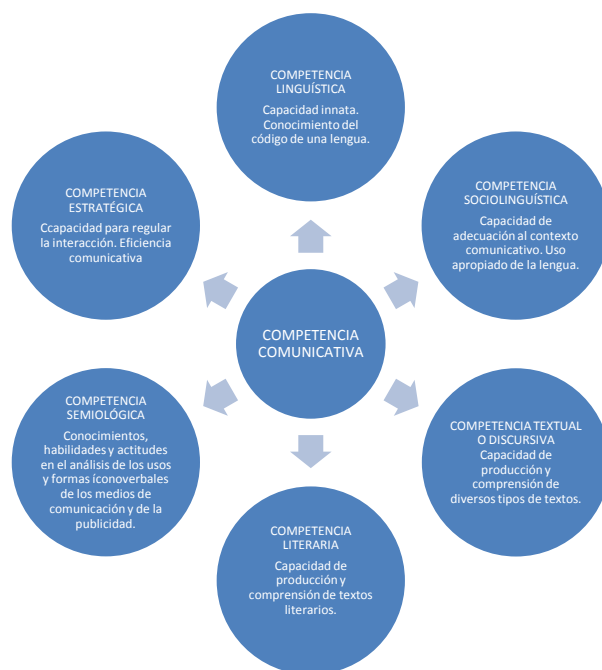 COMPETENCIA
LINGUÍSTICA
Capacidad innata.
Conocimiento del
código de una lengua.
COMPETENCIA
SOCIOLINGUÍSTICA
Capacidad de
adecuación al contexto
comunicativo. Uso
apropiado de la lengua.
COMPETENCIA TEXTUAL
O DISCURSIVA
Capacidad de
producción y
comprensión de
diversos tipos de textos.
COMPETENCIA
LITERARIA
Capacidad de
producción y
comprensión de textos
literarios.
COMPETENCIA
SEMIOLÓGICA
Conocimientos,
habilidades y actitudes
en el análisis de los usos
y formas íconoverbales
de los medios de
comunicación y de la
publicidad.
COMPETENCIA
ESTRATÉGICA
Ccapacidad para regular
la interacción. Eficiencia
comunicativa
COMPETENCIA
COMUNICATIVA